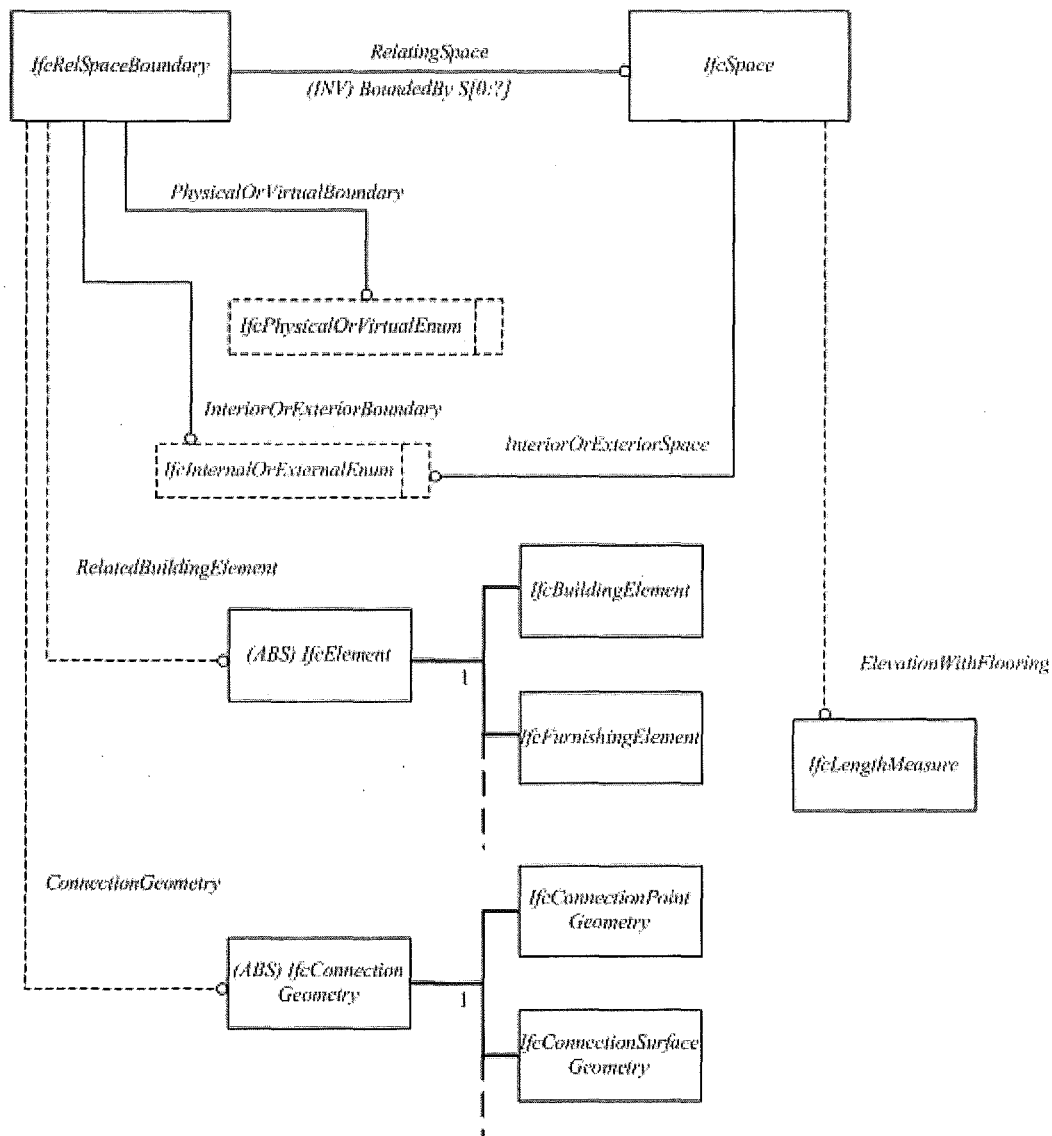 IfcRelSpaceBoundary
RelatingSpace
(INV) BoundedBy S[0:?]
IfcSpace
PhysicalOrVirtualBoundary
IfcPhysicalOrVirtualEnum
InteriorOrExteriorBoundary
InteriorOrExteriorSpace
IfcInternalOrExternalEnum
RelatedBuildingElement
IfcBuildingElement
(ABS) IfcElement
1
ElevationWithFlooring
IfcFurnishingElement
IfcLengthMeasure
ConnectionGeometry
IfcConnectionPoint
Geometry
(ABS) IfcConnection
Geometry
1
IfcConnectionSurface
Geometry